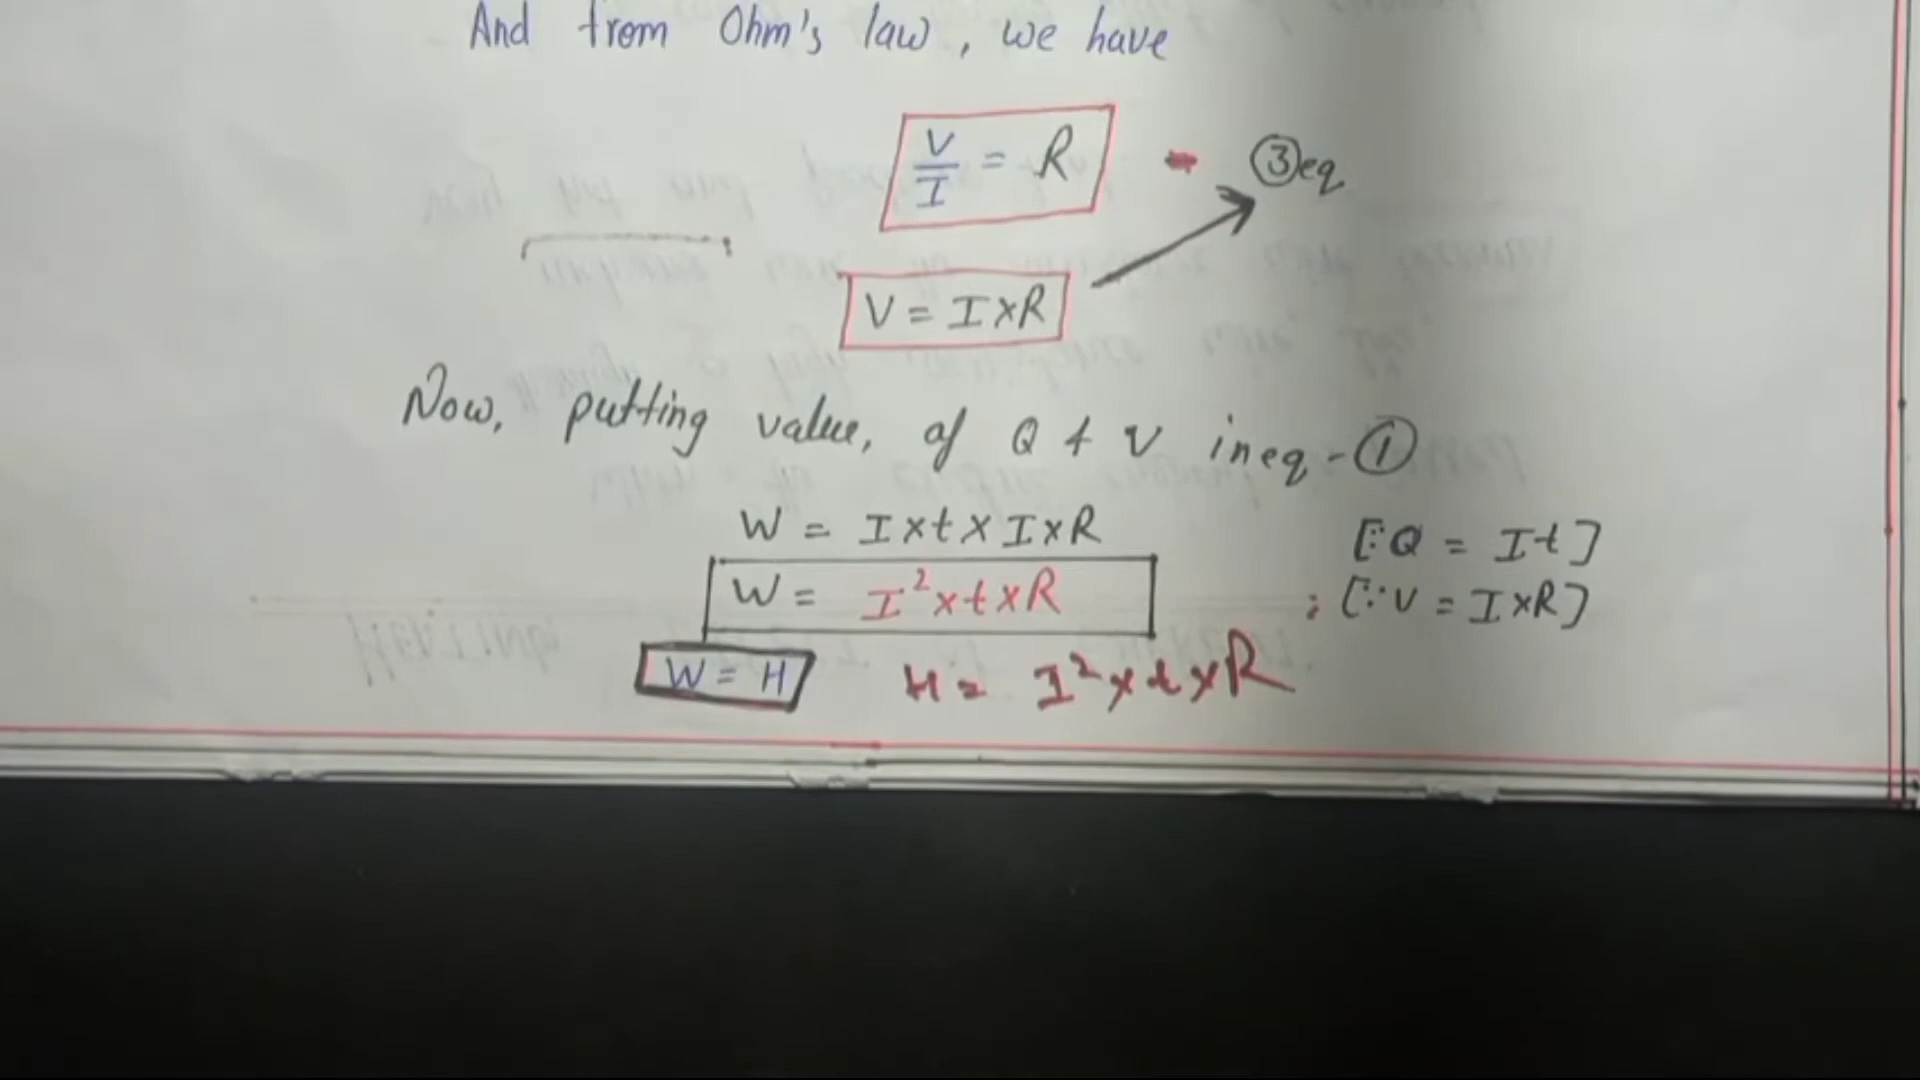 And from Ohm's law, we have
V/I = R - ③eq
V = I×R
Now, putting value, of Q & V in eq - ①
W = I×t×I×R [∵Q = It]
W = I²×t×R ; [∵V = I×R]
W = H H = I²×t×R